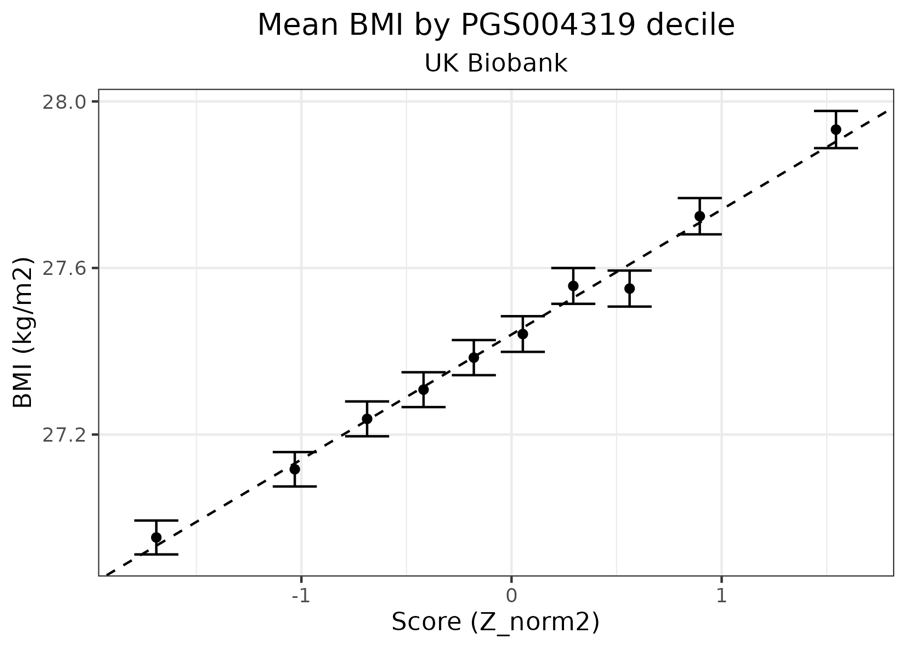 Mean BMI by PGS004319 decile
UK Biobank
28.0
27.6
27.2
BMI (kg/m2)
-1
0
1
Score (Z_norm2)